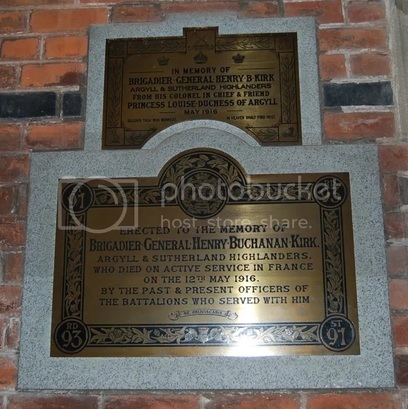 IN MEMORY OF
BRIGADIER-GENERAL-HENRY-B-KIRK
ARGYLL & SUTHERLAND HIGHLANDERS
FROM HIS COLONEL IN CHIEF & FRIEND
PRINCESS LOUISE-DUCHESS OF ARGYLL
MAY 1916
photobucket
host. store. share.
ERECTED TO THE MEMORY OF
BRIGADIER-GENERAL-HENRY-BUCHANAN-KIRK.
ARGYLL & SUTHERLAND HIGHLANDERS,
WHO DIED ON ACTIVE SERVICE IN FRANCE
ON THE 12TH MAY 1916.
BY THE PAST & PRESENT OFFICERS OF
THE BATTALIONS WHO SERVED WITH HIM
RD
93
ST
91